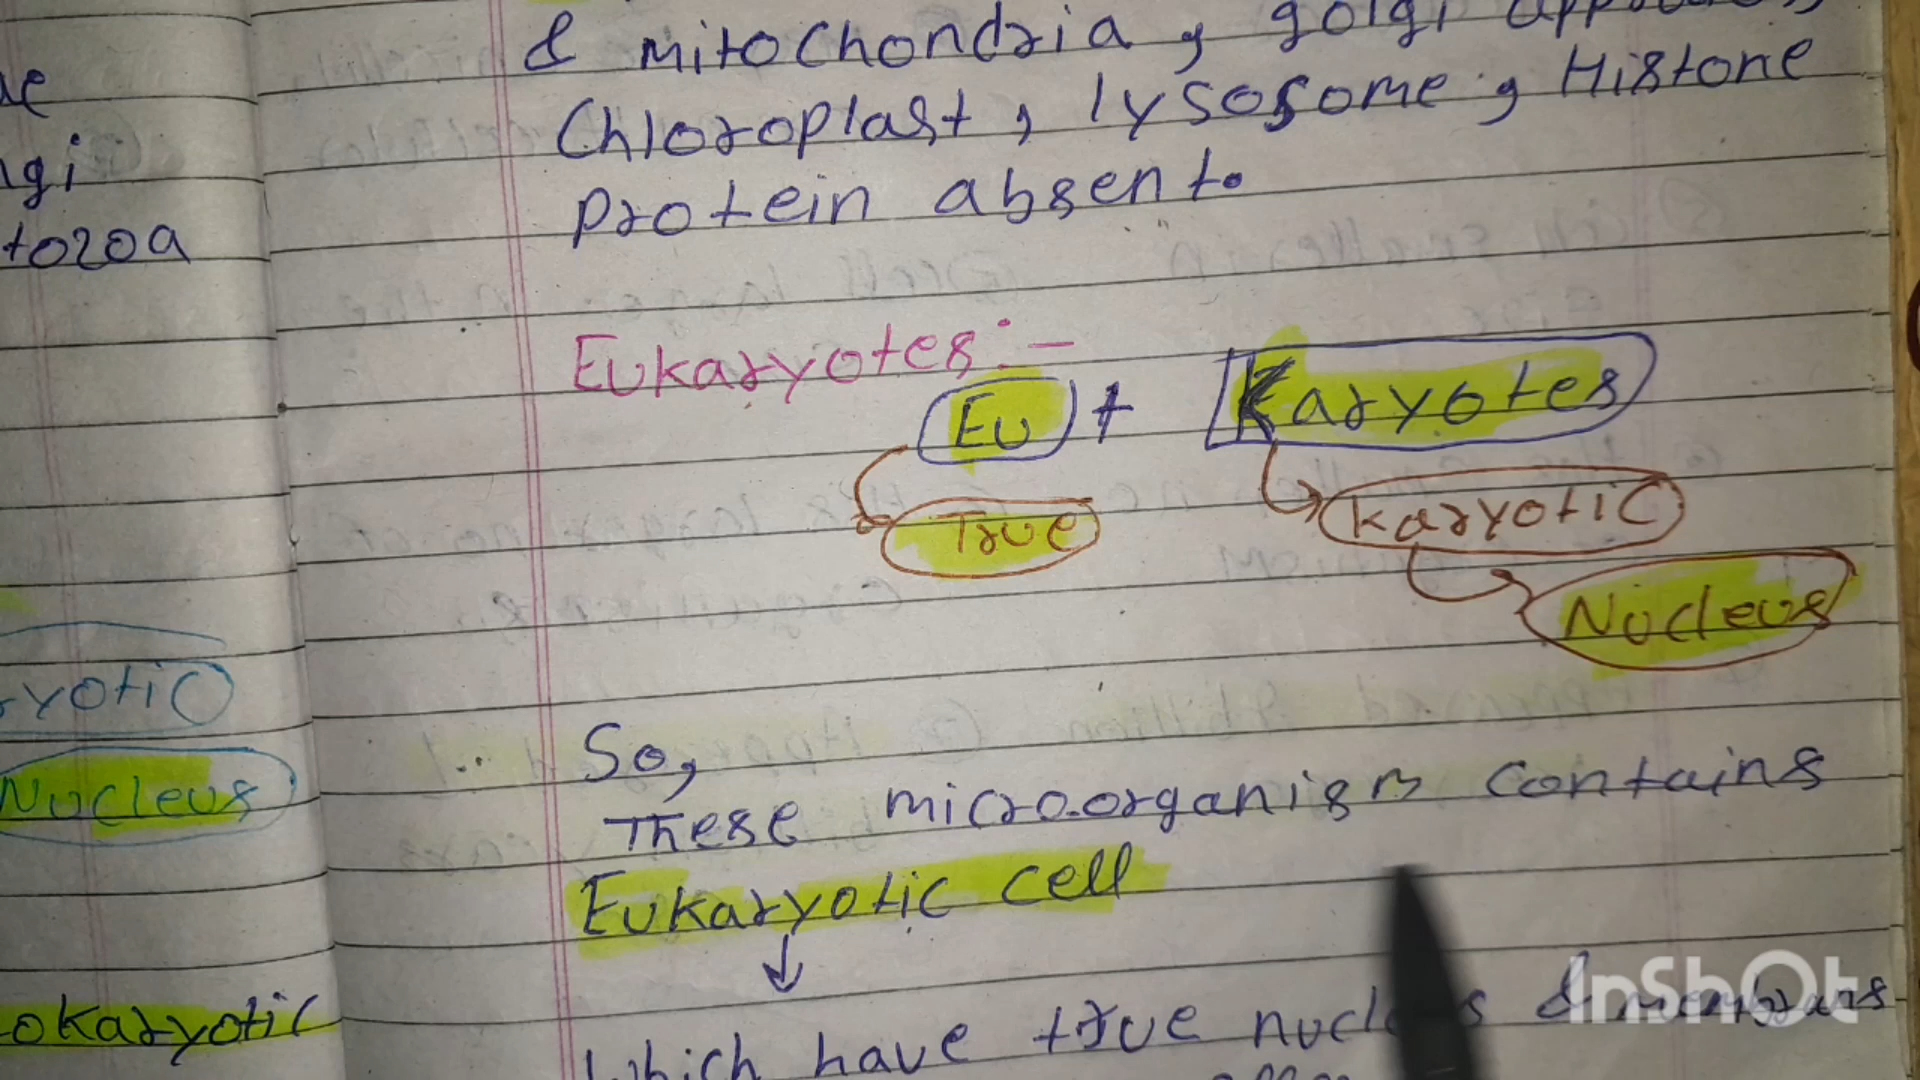 & mitochondria, golgi
Chloroplast, lysosome, Histone
Protein absent.
Eukaryotes:-
Eu + Karyotes
True
Karyotic
Nucleus
So,
These microorganism contains
Eukaryotic cell
↓
Which have true & membrans
gi
tozoa
yotic
Nucleus
okaryotic
InShOt